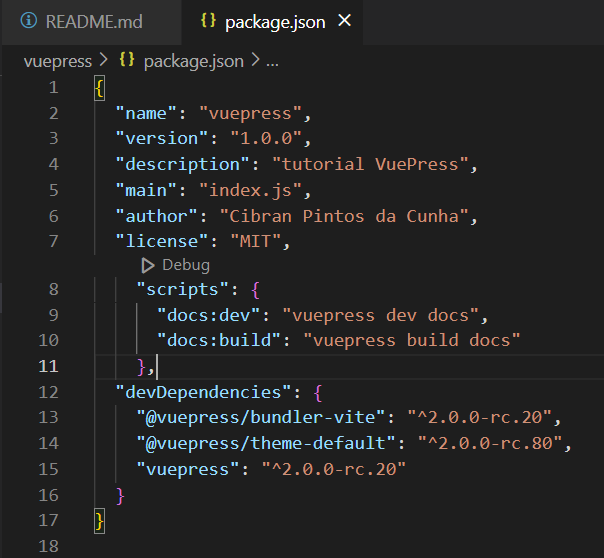 README.md package.json
vuepress > package.json > ...
1 {
2 "name": "vuepress",
3 "version": "1.0.0",
4 "description": "tutorial VuePress",
5 "main": "index.js",
6 "author": "Cibran Pintos da Cunha",
7 "license": "MIT",
Debug
8 "scripts": {
9 "docs:dev": "vuepress dev docs",
10 "docs:build": "vuepress build docs"
11 },
12 "devDependencies": {
13 "@vuepress/bundler-vite": "^2.0.0-rc.20",
14 "@vuepress/theme-default": "^2.0.0-rc.80",
15 "vuepress": "^2.0.0-rc.20"
16 }
17 }
18